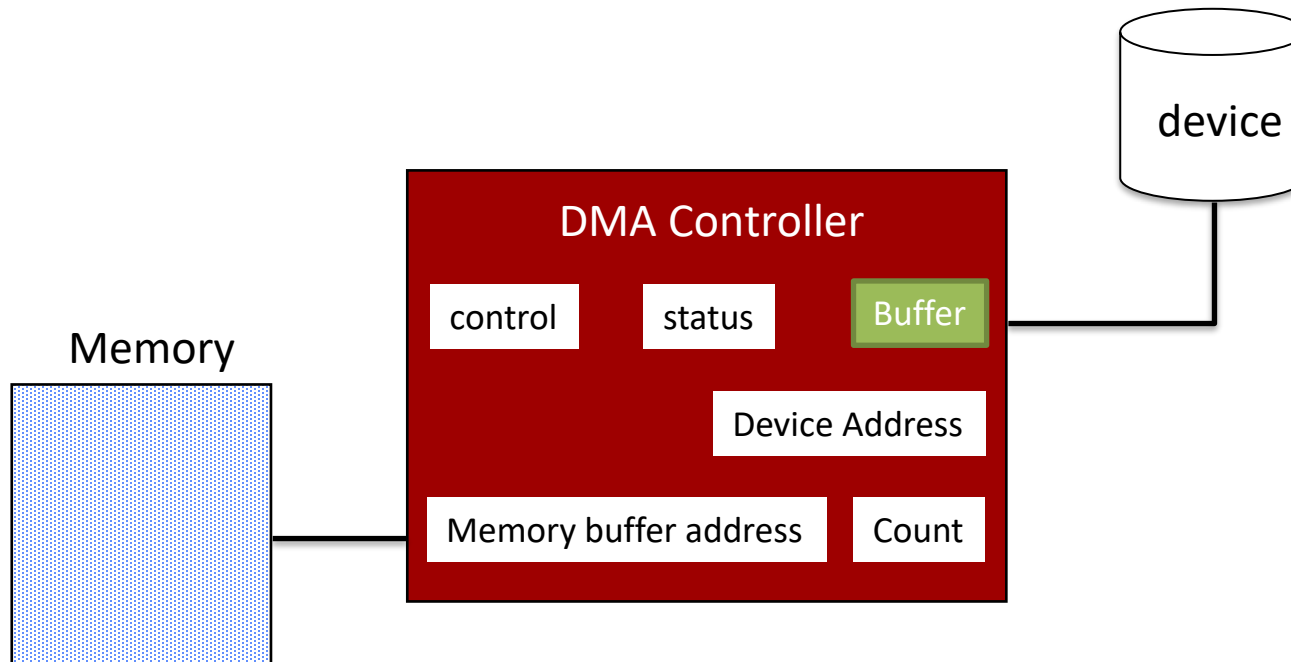 device
DMA Controller
control
status
Buffer
Memory
Device Address
Memory buffer address
Count